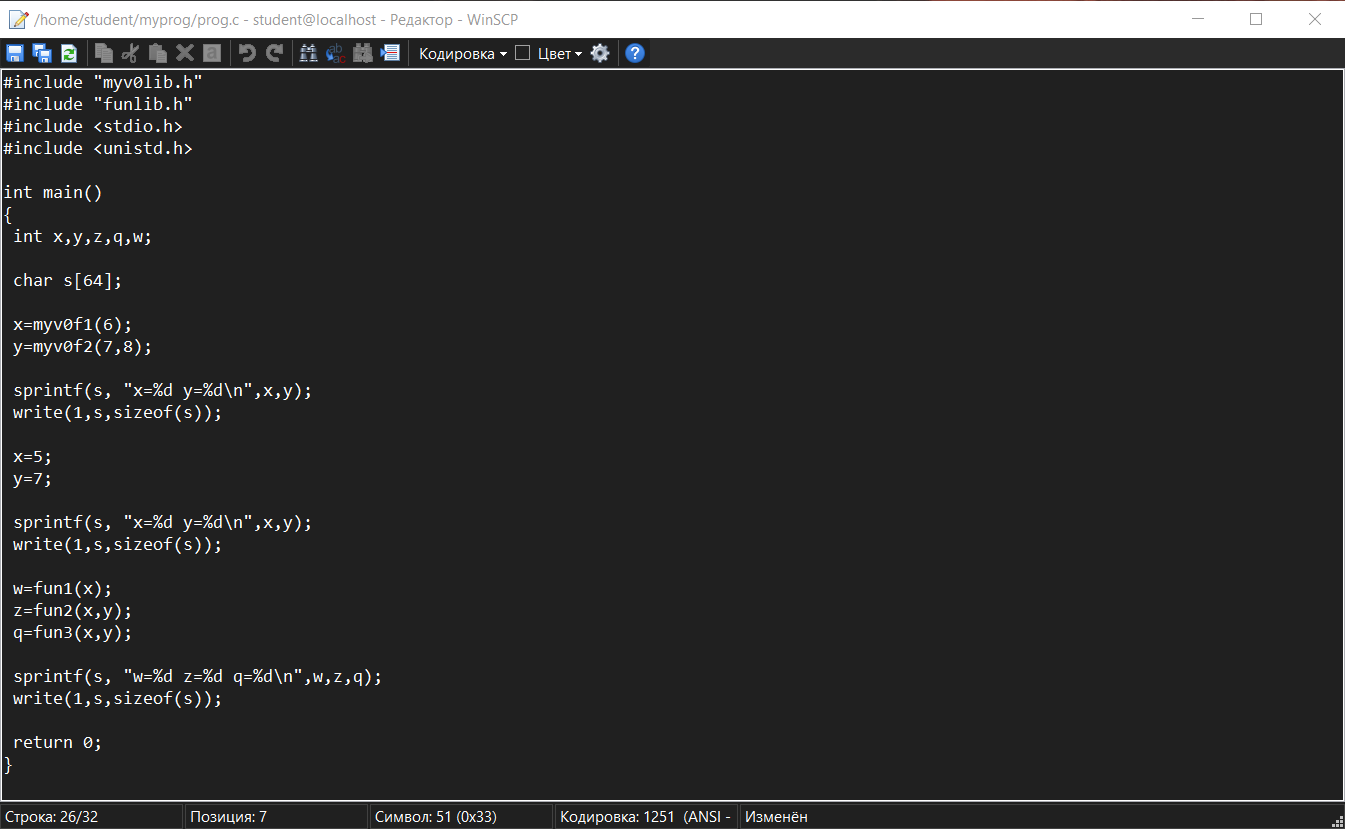 /home/student/myprog/prog.c - student@localhost - Редактор - WinSCP
Кодировка Цвет
#include "myv0lib.h"
#include "funlib.h"
#include <stdio.h>
#include <unistd.h>
int main()
{
int x,y,z,q,w;
char s[64];
x=myv0f1(6);
y=myv0f2(7,8);
sprintf(s, "x=%d y=%d\n",x,y);
write(1,s,sizeof(s));
x=5;
y=7;
sprintf(s, "x=%d y=%d\n",x,y);
write(1,s,sizeof(s));
w=fun1(x);
z=fun2(x,y);
q=fun3(x,y);
sprintf(s, "w=%d z=%d q=%d\n",w,z,q);
write(1,s,sizeof(s));
return 0;
}
Строка: 26/32 Позиция: 7 Символ: 51 (0x33) Кодировка: 1251 (ANSI - Изменён